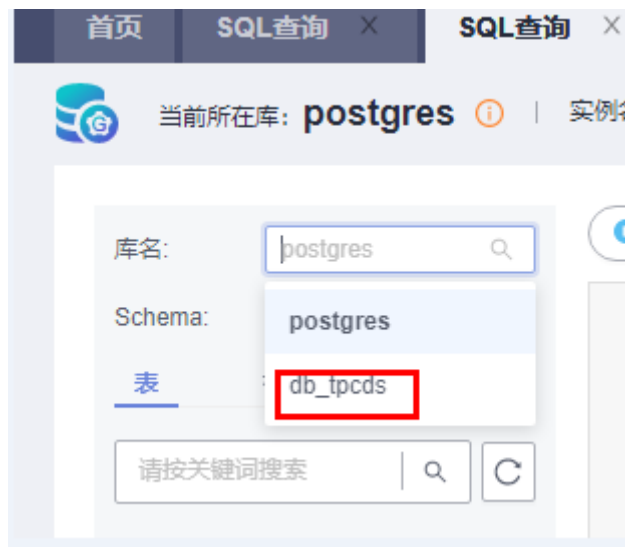 首页 SQL查询 SQL查询
当前所在库: postgres 实例
库名: postgres
Schema: postgres
表 db_tpcds
请按关键词搜索